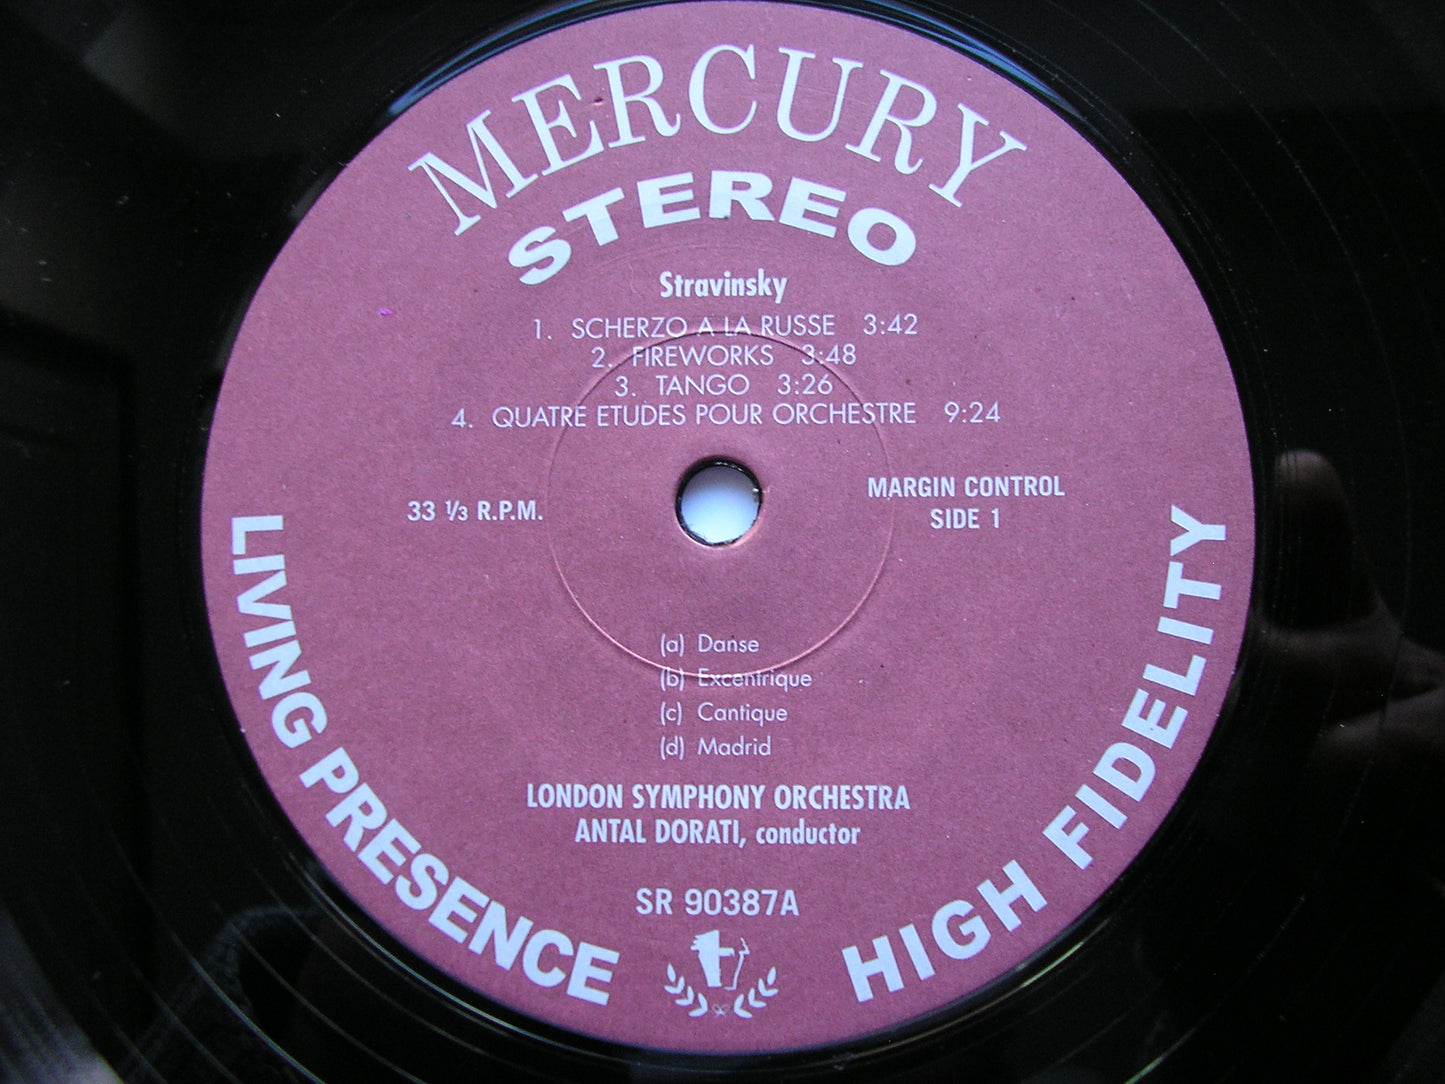 MERCURY
STEREO
Stravinsky
1. SCHERZO A LA RUSSE 3:42
2. FIREWORKS 3:48
3. TANGO 3:26
4. QUATRE ETUDES POUR ORCHESTRE 9:24
33 1/3 R.P.M.
MARGIN CONTROL
SIDE 1
(a) Danse
(b) Excentrique
(c) Cantique
(d) Madrid
LONDON SYMPHONY ORCHESTRA
ANTAL DORATI, conductor
SR 90387A
LIVING PRESENCE
HIGH FIDELITY